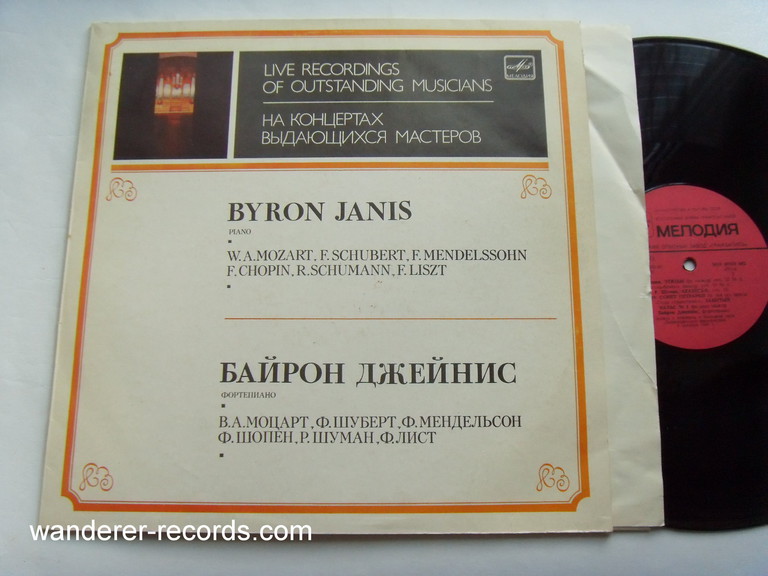 LIVE RECORDINGS
OF OUTSTANDING MUSICIANS
НА КОНЦЕРТАХ
ВЫДАЮЩИХСЯ МАСТЕРОВ
BYRON JANIS
PIANO
W.A.MOZART, F.SCHUBERT, F.MENDELSSOHN
F.CHOPIN, R.SCHUMANN, F.LISZT
БАЙРОН ДЖЕЙНИС
ФОРТЕПИАНО
В.А.МОЦАРТ, Ф.ШУБЕРТ, Ф.МЕНДЕЛЬСОН
Ф.ШОПЕН, Р.ШУМАН, Ф.ЛИСТ
МЕЛОДИЯ
wanderer-records.com